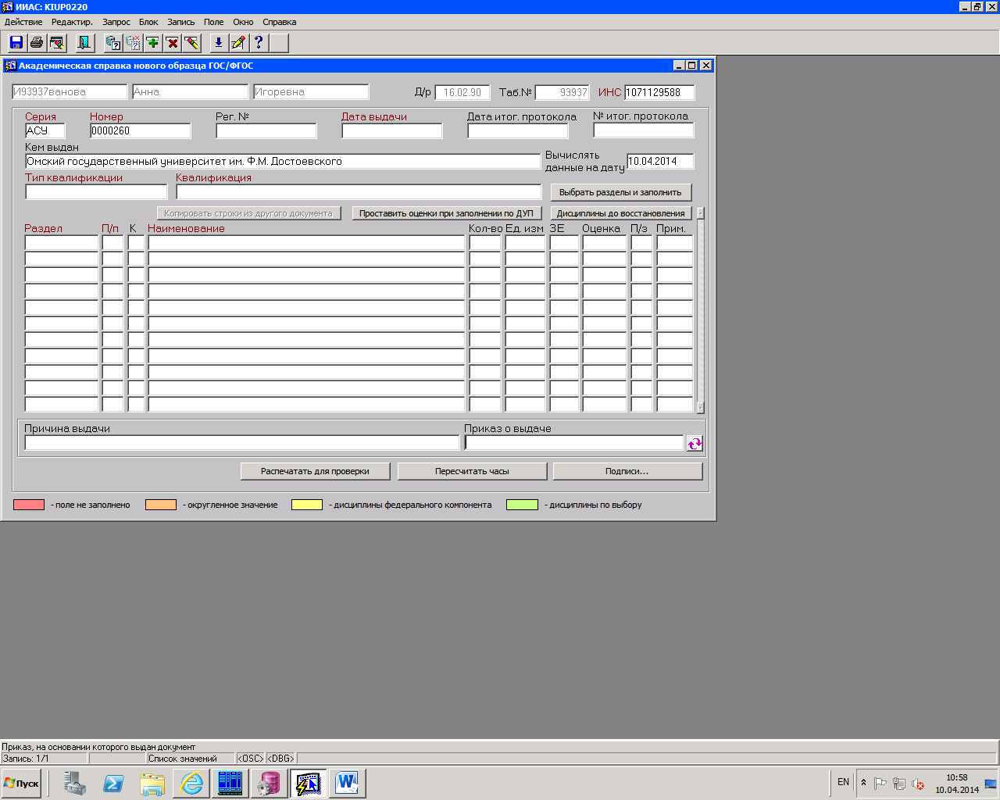 ИИАС: KIUP0220
Действие Редактир. Запрос Блок Запись Поле Окно Справка
Академическая справка нового образца ГОС/ФГОС
И93937ванова Анна Игоревна Д/р 16.02.90 Таб.№ 93937 ИНС 1071129588
Серия Номер Рег. № Дата выдачи Дата итог. протокола № итог. протокола
АСУ 0000260
Кем выдан
Омский государственный университет им. Ф.М. Достоевского
Вычислять
данные на дату 10.04.2014
Тип квалификации Квалификация
Выбрать разделы и заполнить
Копировать строки из другого документа Проставить оценки при заполнении по ДУП Дисциплины до восстановления
Раздел П/п К Наименование Кол-во Ед. изм ЗЕ Оценка П/з Прим.
Причина выдачи Приказ о выдаче
Распечатать для проверки Пересчитать часы Подписи...
- поле не заполнено - округленное значение - дисциплины федерального компонента - дисциплины по выбору
Приказ, на основании которого выдан документ
Запись: 1/1 Список значений <OSC> <DBG>
Пуск EN 10:58
10.04.2014